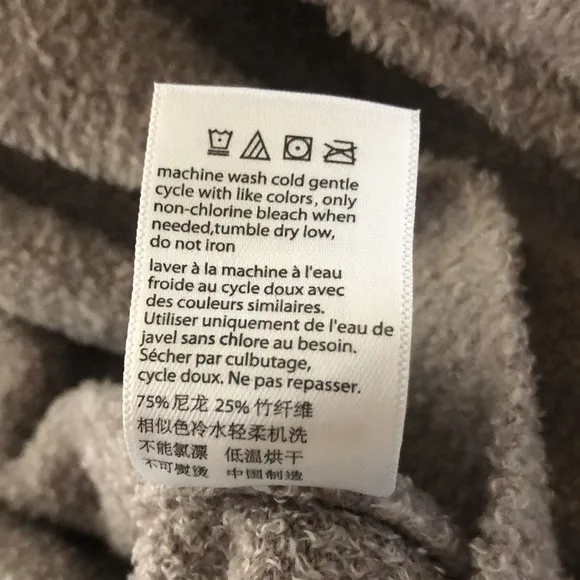 machine wash cold gentle
cycle with like colors, only
non-chlorine bleach when
needed,tumble dry low,
do not iron
laver à la machine à l'eau
froide au cycle doux avec
des couleurs similaires.
Utiliser uniquement de l'eau de
javel sans chlore au besoin.
Sécher par culbutage,
cycle doux. Ne pas repasser.
75%尼龙 25%竹纤维
相似色冷水轻柔机洗
不能氯漂 低温烘干
不可熨烫 中国制造